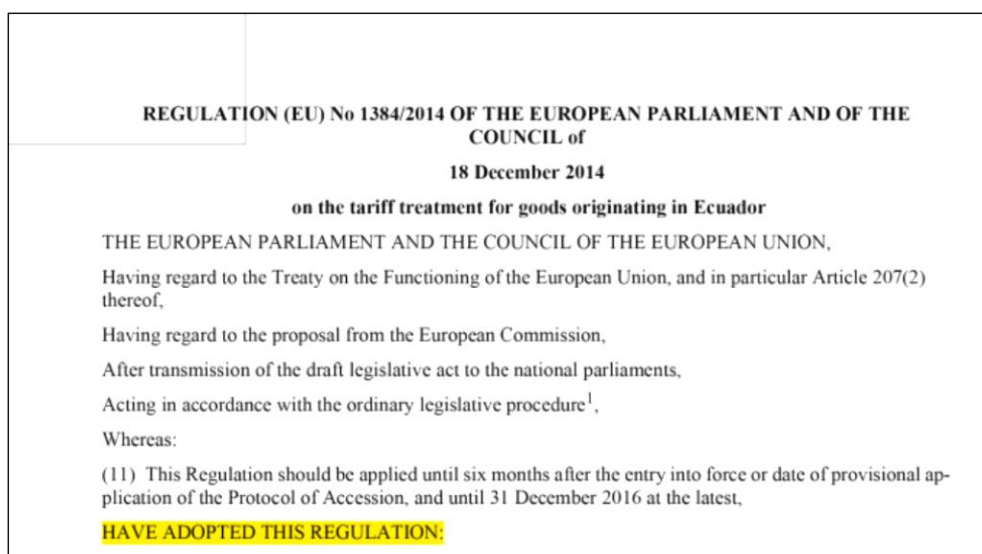 REGULATION (EU) No 1384/2014 OF THE EUROPEAN PARLIAMENT AND OF THE
COUNCIL of
18 December 2014
on the tariff treatment for goods originating in Ecuador
THE EUROPEAN PARLIAMENT AND THE COUNCIL OF THE EUROPEAN UNION,
Having regard to the Treaty on the Functioning of the European Union, and in particular Article 207(2)
thereof,
Having regard to the proposal from the European Commission,
After transmission of the draft legislative act to the national parliaments,
Acting in accordance with the ordinary legislative procedure¹,
Whereas:
(11) This Regulation should be applied until six months after the entry into force or date of provisional ap-
plication of the Protocol of Accession, and until 31 December 2016 at the latest,
HAVE ADOPTED THIS REGULATION: